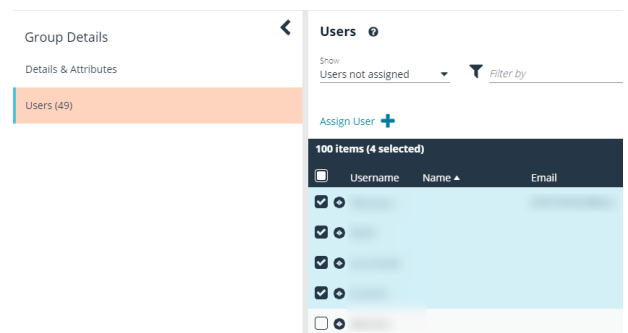 Group Details
Details & Attributes
Users (49)
Users
Show
Users not assigned
Filter by
Assign User
100 items (4 selected)
Username Name Email